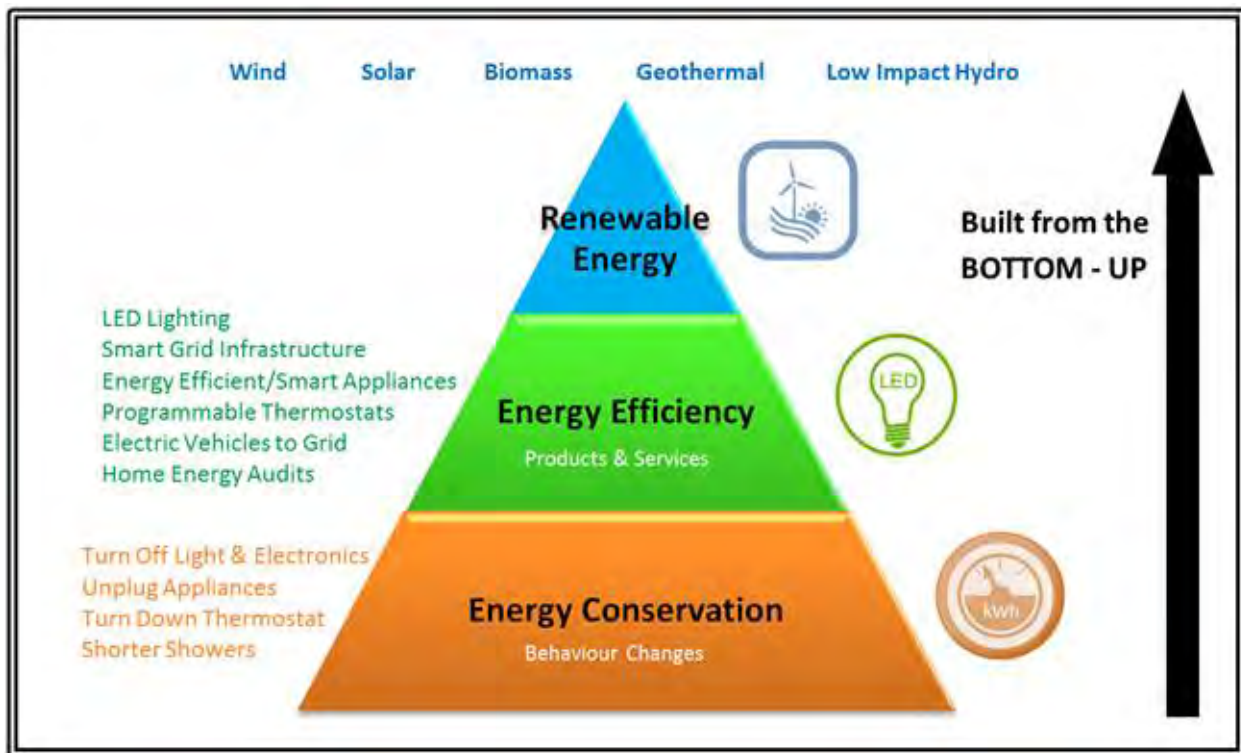 Wind Solar Biomass Geothermal Low Impact Hydro
Renewable
Energy
Built from the
BOTTOM - UP
LED Lighting
Smart Grid Infrastructure
Energy Efficient/Smart Appliances
Programmable Thermostats
Electric Vehicles to Grid
Home Energy Audits
Energy Efficiency
Products & Services
LED
Turn Off Light & Electronics
Unplug Appliances
Turn Down Thermostat
Shorter Showers
Energy Conservation
Behaviour Changes
kWh